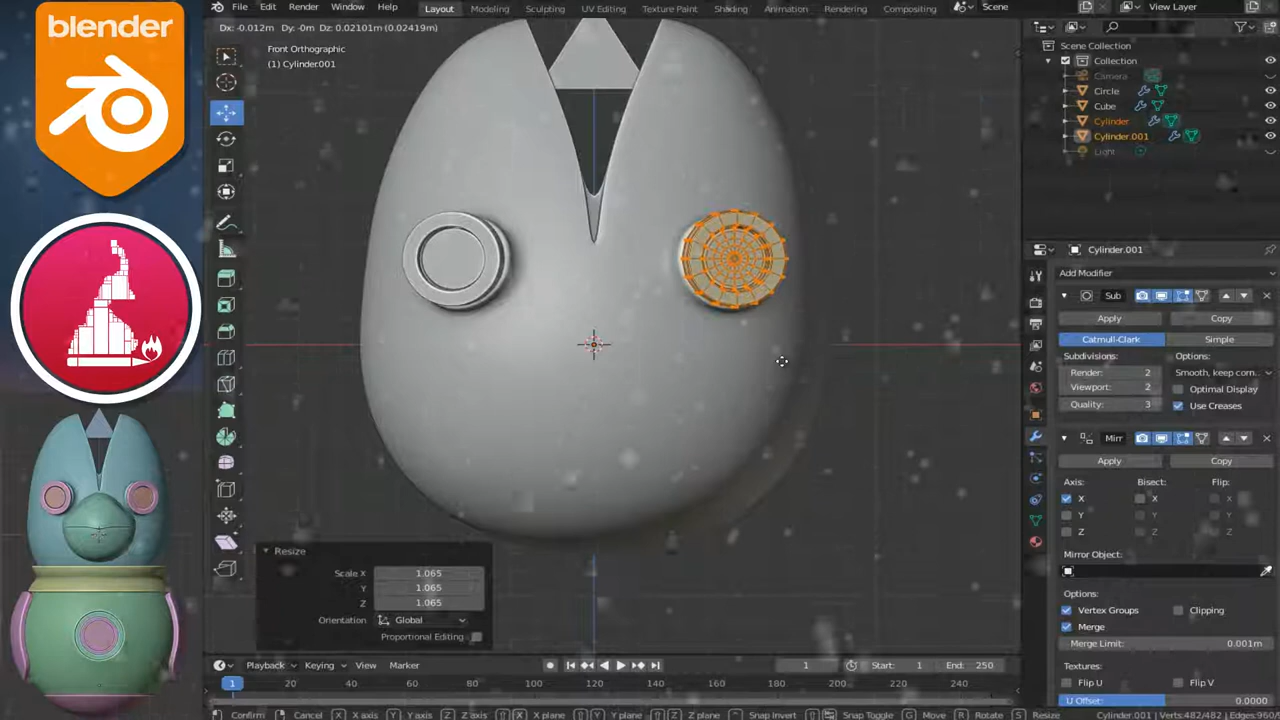 blender
File Edit Render Window Help
Layout Modeling Sculpting UV Editing Texture Paint Shading Animation Rendering Compositing
Scene
View Layer
Dx: -0.012m Dy: -0m Dz: 0.02101m (0.02419m)
Front Orthographic
(1) Cylinder001
Scene Collection
Collection
Camera
Circle
Cube
Cylinder
Cylinder.001
Light
Cylinder.001
Add Modifier
Sub
Apply Copy
Catmull-Clark Simple
Subdivisions: Options:
Render: 2 Smooth, keep corn..
Viewport: 2 Optimal Display
Quality: 3 Use Creases
Mirr
Apply Copy
Axis: Bisect: Flip:
X X X
Y Y Y
Z Z Z
Mirror Object:
Options:
Vertex Groups Clipping
Merge
Merge Limit: 0.001m
Textures:
Flip U Flip V
U Offset: 0.0000
Resize
Scale X 1.065
Y 1.065
Z 1.065
Orientation Global
Proportional Editing
Playback Keying View Marker
1 Start: 1 End: 250
1 20 40 60 80 100 120 140 160 180 200 220 240
Confirm Cancel X X axis Y Y axis Z Z axis X X plane Y Y plane Z Z plane Snap Invert Snap Toggle G Move R Rotate S Resize
Cylinder.001 Verts:482/482